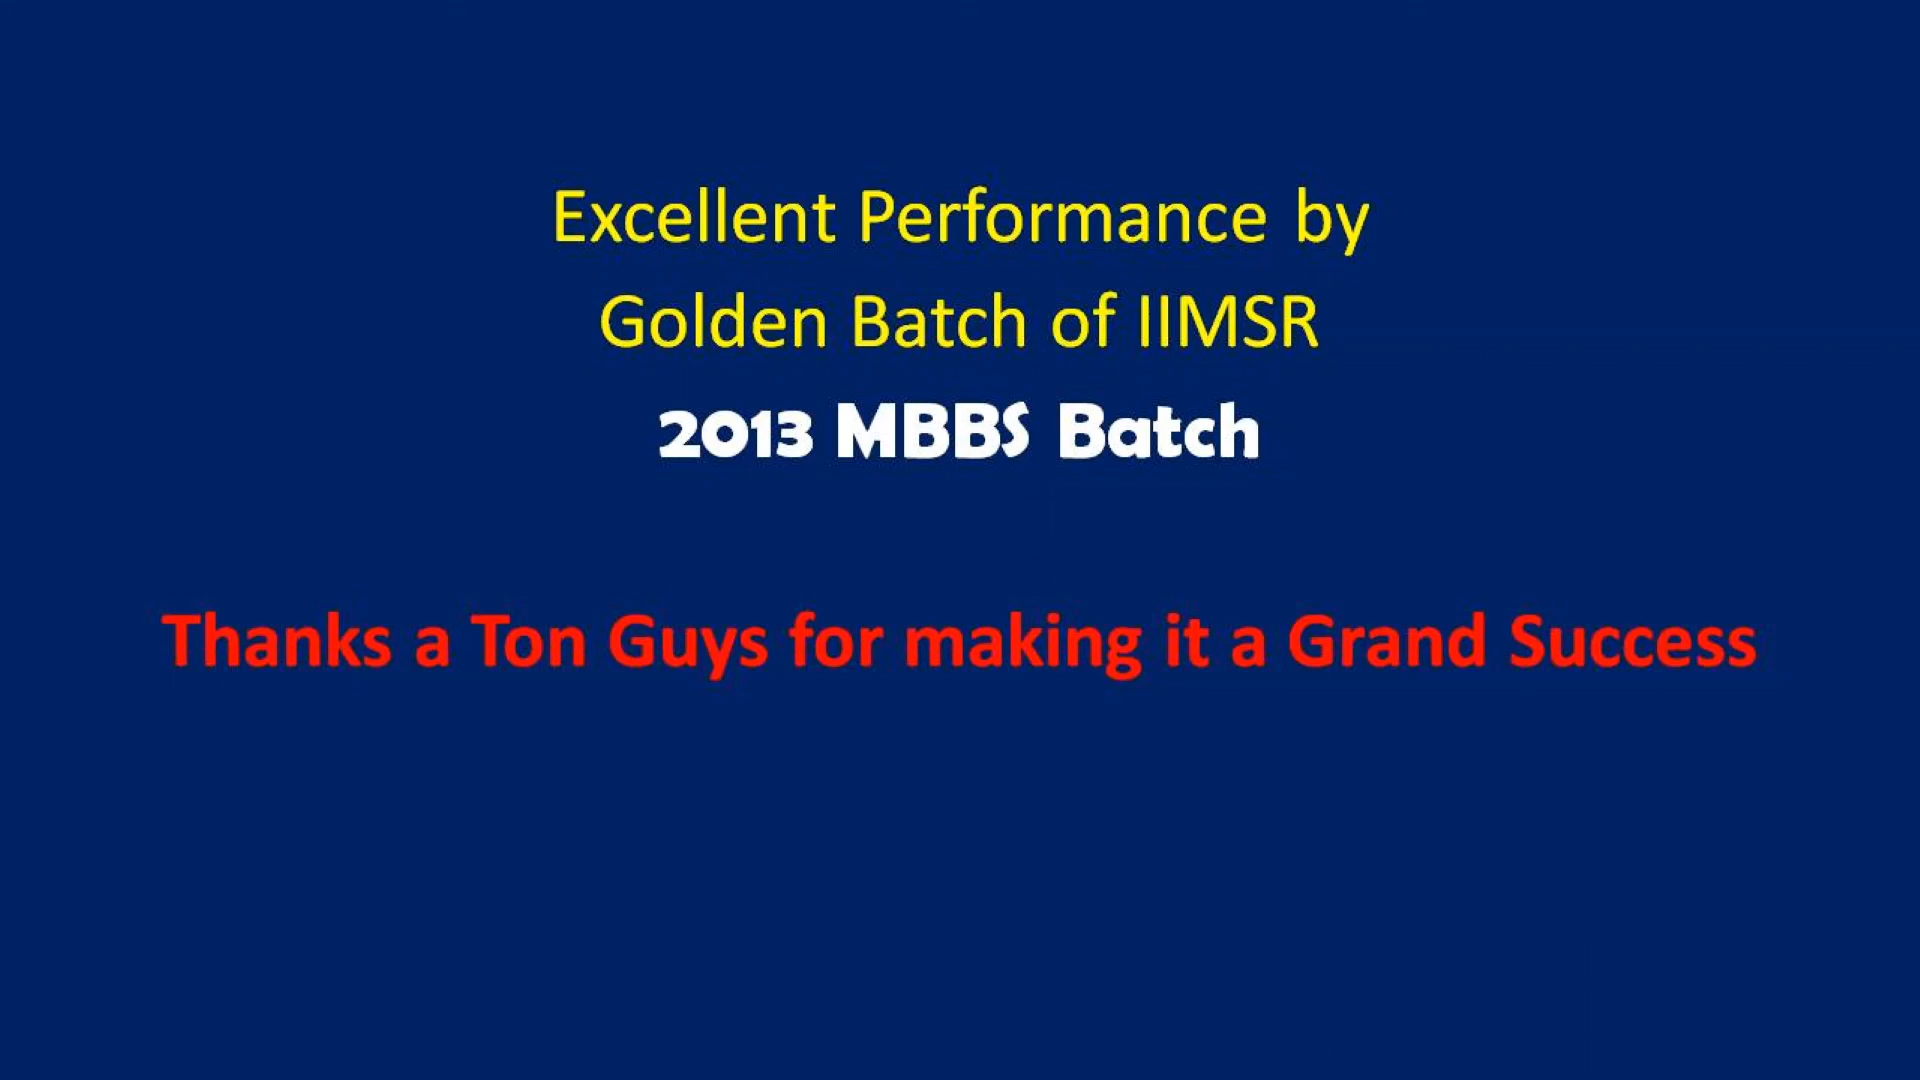 Excellent Performance by
Golden Batch of IIMSR
2013 MBBS Batch
Thanks a Ton Guys for making it a Grand Success